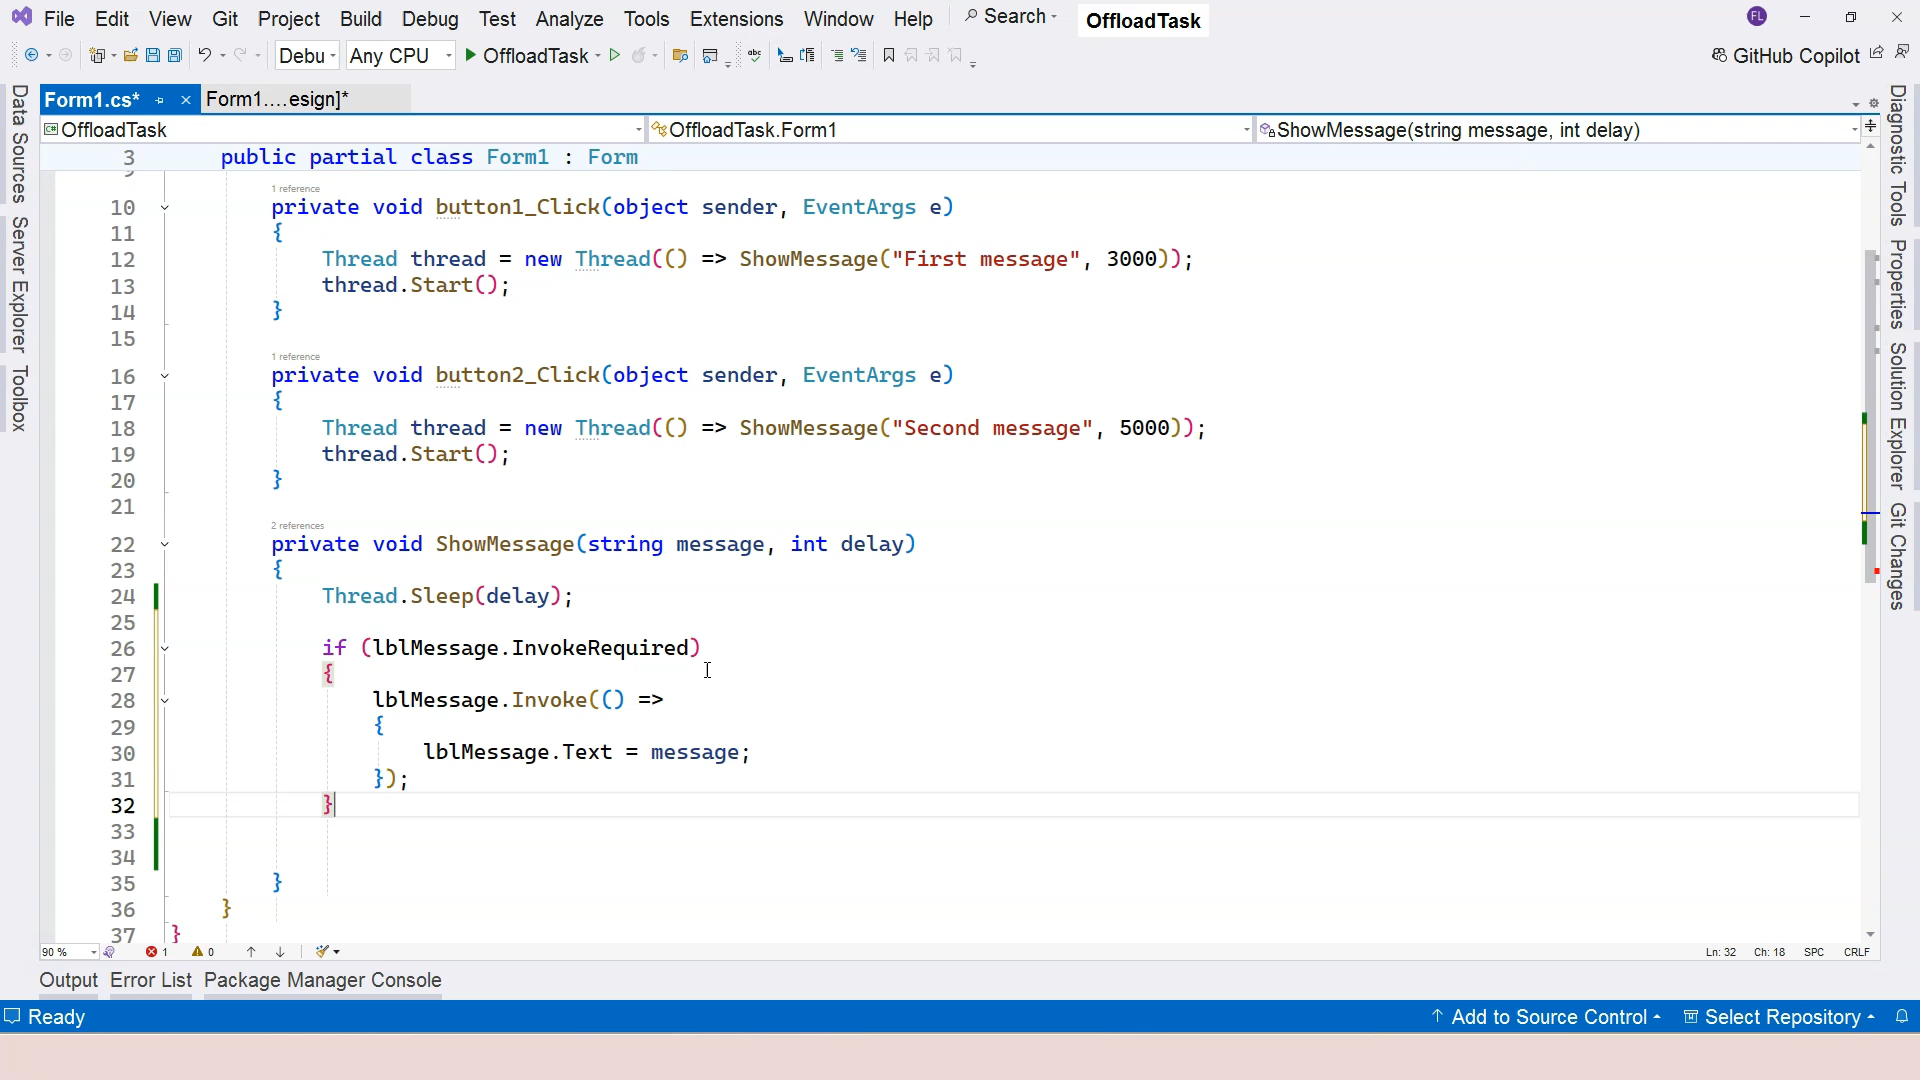 File Edit View Git Project Build Debug Test Analyze Tools Extensions Window Help Search OffloadTask FL
Debu Any CPU OffloadTask abc GitHub Copilot
Form1.cs* Form1....esign]*
C# OffloadTask OffloadTask.Form1 ShowMessage(string message, int delay)
3 public partial class Form1 : Form
9
1 reference
10 private void button1_Click(object sender, EventArgs e)
11 {
12 Thread thread = new Thread(() => ShowMessage("First message", 3000));
13 thread.Start();
14 }
15
1 reference
16 private void button2_Click(object sender, EventArgs e)
17 {
18 Thread thread = new Thread(() => ShowMessage("Second message", 5000));
19 thread.Start();
20 }
21
2 references
22 private void ShowMessage(string message, int delay)
23 {
24 Thread.Sleep(delay);
25
26 if (lblMessage.InvokeRequired)
27 {
28 lblMessage.Invoke(() =>
29 {
30 lblMessage.Text = message;
31 });
32 }
33
34
35 }
36 }
37 }
90 % 1 0 Ln: 32 Ch: 18 SPC CRLF
Output Error List Package Manager Console
Ready Add to Source Control Select Repository
Data Sources
Server Explorer
Toolbox
Diagnostic Tools
Properties
Solution Explorer
Git Changes